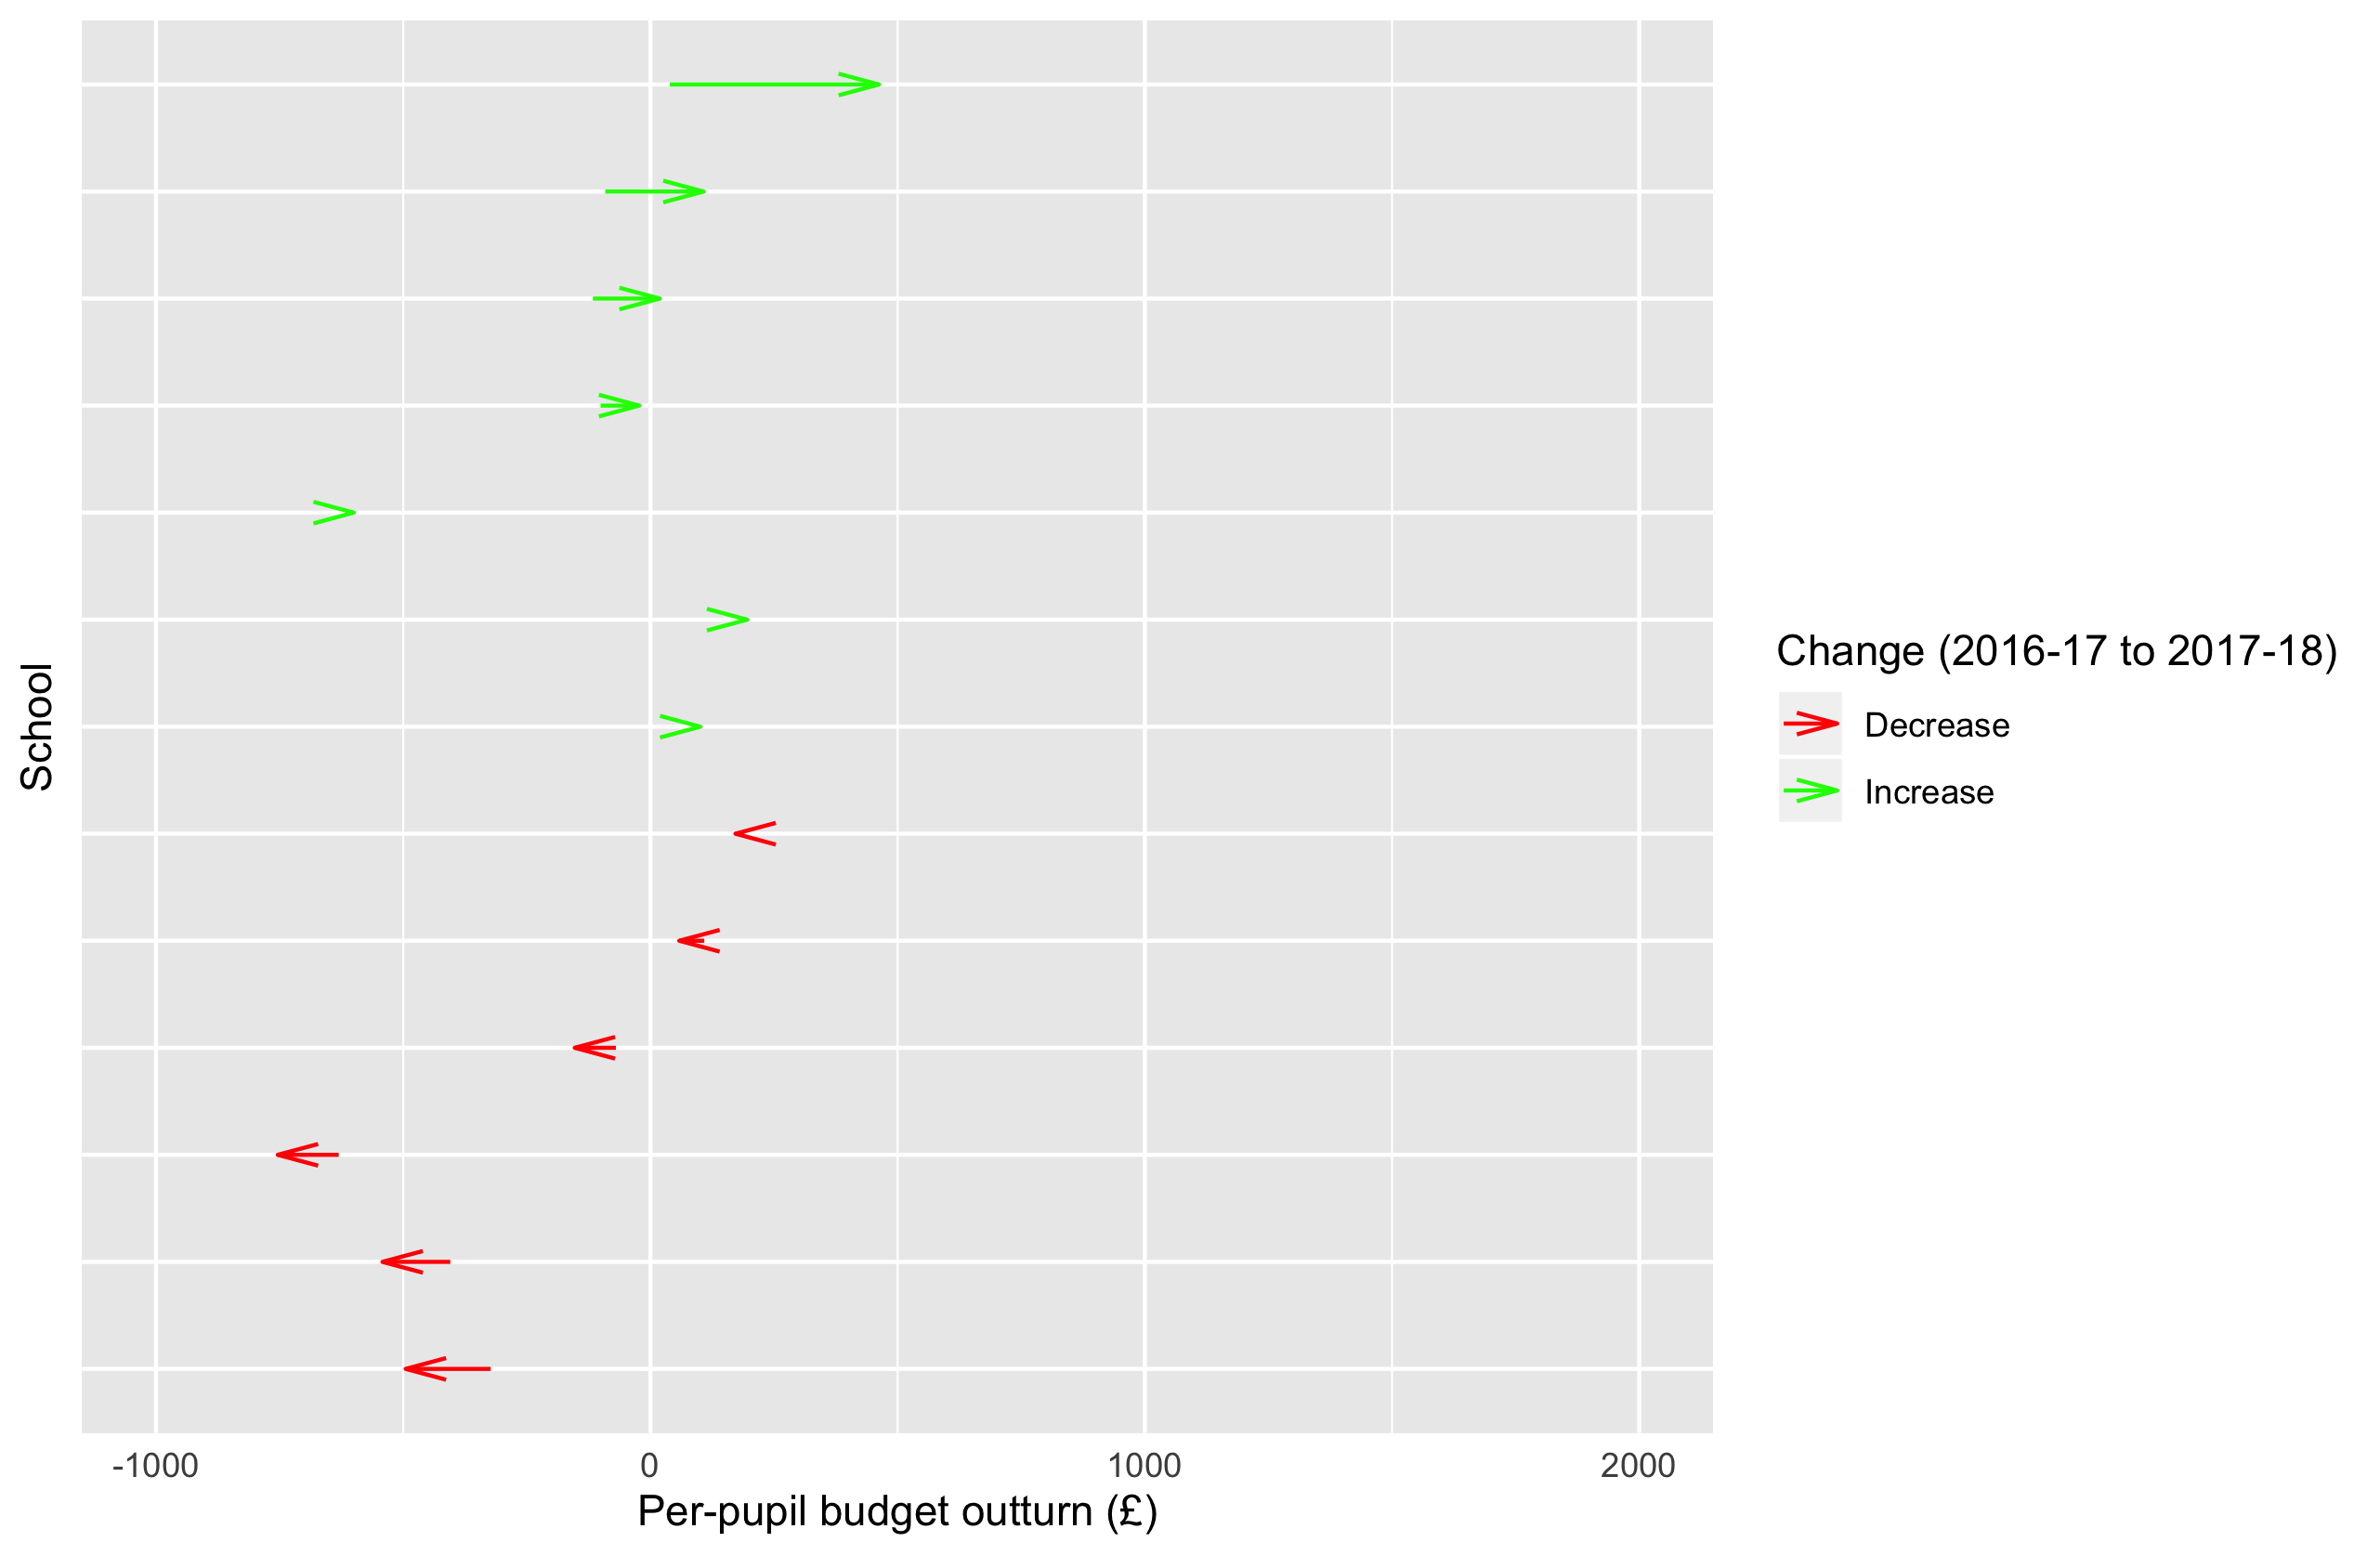 School
-1000 0 1000 2000
Per-pupil budget outturn (£)
Change (2016-17 to 2017-18)
Decrease
Increase